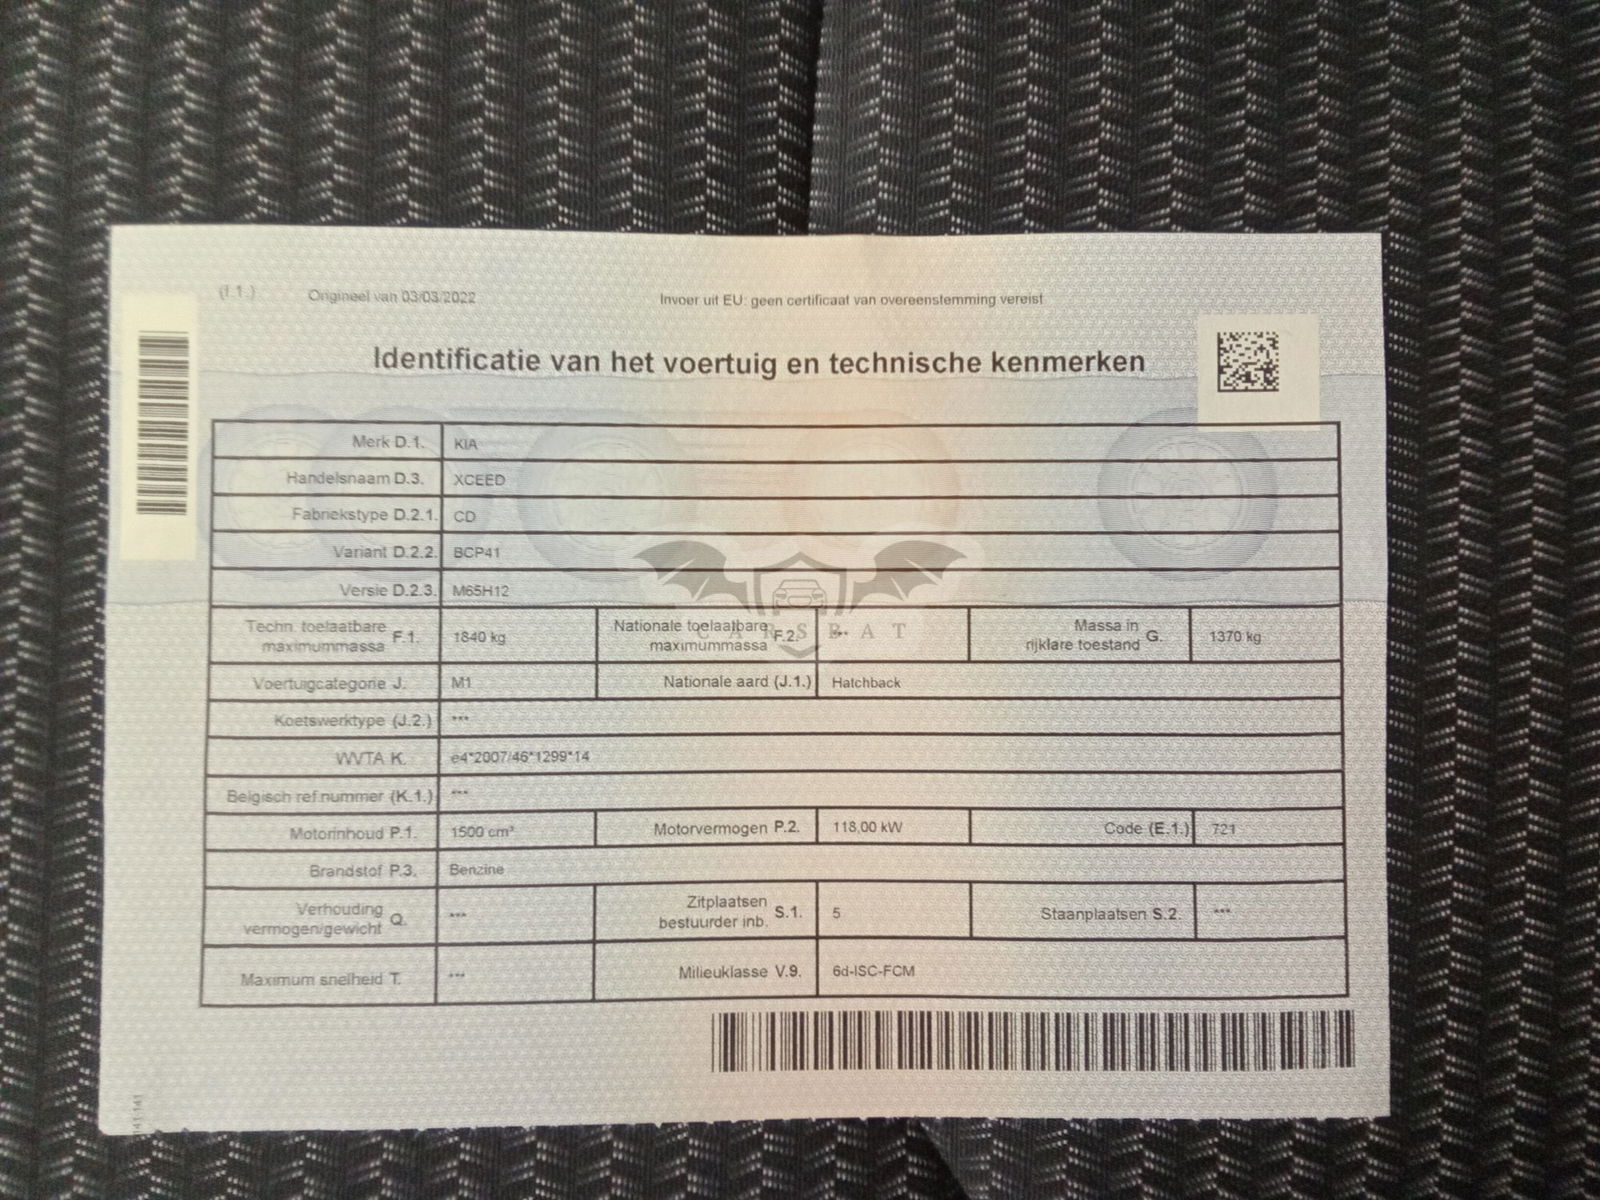 (I.1.) Origineel van 03/03/2022 Invoer uit EU: geen certificaat van overeenstemming vereist
Identificatie van het voertuig en technische kenmerken
Merk D.1. KIA
Handelsnaam D.3. XCEED
Fabriekstype D.2.1. CD
Variant D.2.2. BCP41
Versie D.2.3. M65H12
Techn. toelaatbare maximummassa F.1. 1840 kg Nationale toelaatbare maximummassa F.2. *** Massa in rijklare toestand G. 1370 kg
CARSBAT
Voertuigcategorie J. M1 Nationale aard (J.1.) Hatchback
Koetswerktype (J.2.) ***
WVTA K. e4*2007/46*1299*14
Belgisch ref.nummer (K.1.) ***
Motorinhoud P.1. 1500 cm³ Motorvermogen P.2. 118,00 kW Code (E.1.) 721
Brandstof P.3. Benzine
Verhouding vermogen/gewicht Q. *** Zitplaatsen bestuurder inb. S.1. 5 Staanplaatsen S.2. ***
Maximum snelheid T. *** Milieuklasse V.9. 6d-ISC-FCM
141-141